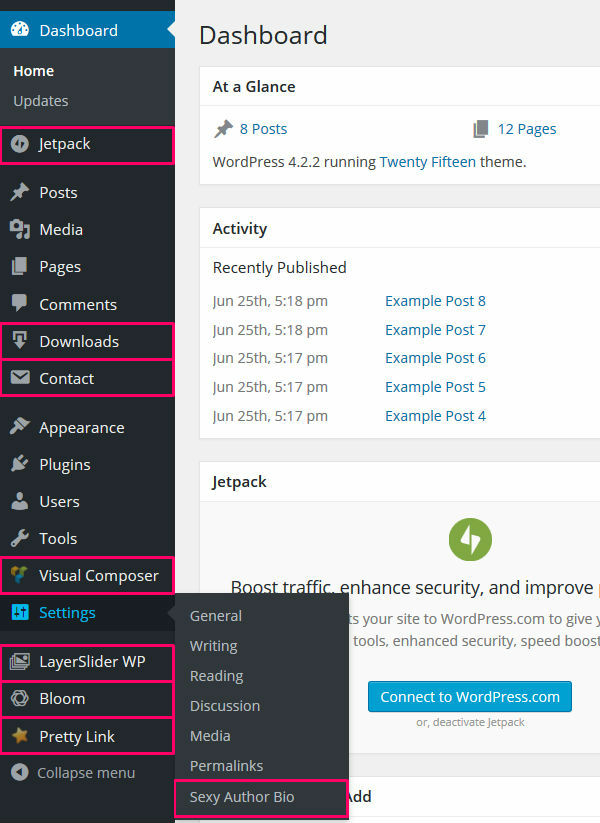 Dashboard
Home
Updates
Jetpack
Posts
Media
Pages
Comments
Downloads
Contact
Appearance
Plugins
Users
Tools
Visual Composer
Settings
LayerSlider WP
Bloom
Pretty Link
Collapse menu
General
Writing
Reading
Discussion
Media
Permalinks
Sexy Author Bio
Dashboard
At a Glance
8 Posts 12 Pages
WordPress 4.2.2 running Twenty Fifteen theme.
Activity
Recently Published
Jun 25th, 5:18 pm Example Post 8
Jun 25th, 5:18 pm Example Post 7
Jun 25th, 5:17 pm Example Post 6
Jun 25th, 5:17 pm Example Post 5
Jun 25th, 5:17 pm Example Post 4
Jetpack
Boost traffic, enhance security, and improve
ts your site to WordPress.com to give
tools, enhanced security, speed boost
Connect to WordPress.com
or, deactivate Jetpack
Add